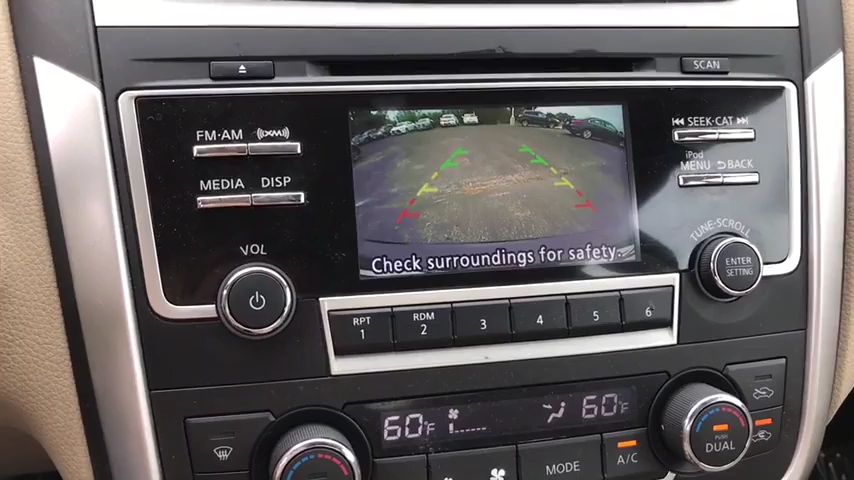 SCAN
FM·AM
((XM))
SEEK·CAT
MEDIA
DISP
iPod
MENU
BACK
VOL
TUNE·SCROLL
ENTER
SETTING
Check surroundings for safety.
RPT
1
RDM
2
3
4
5
6
60°F
60°F
PUSH
DUAL
MODE
A/C